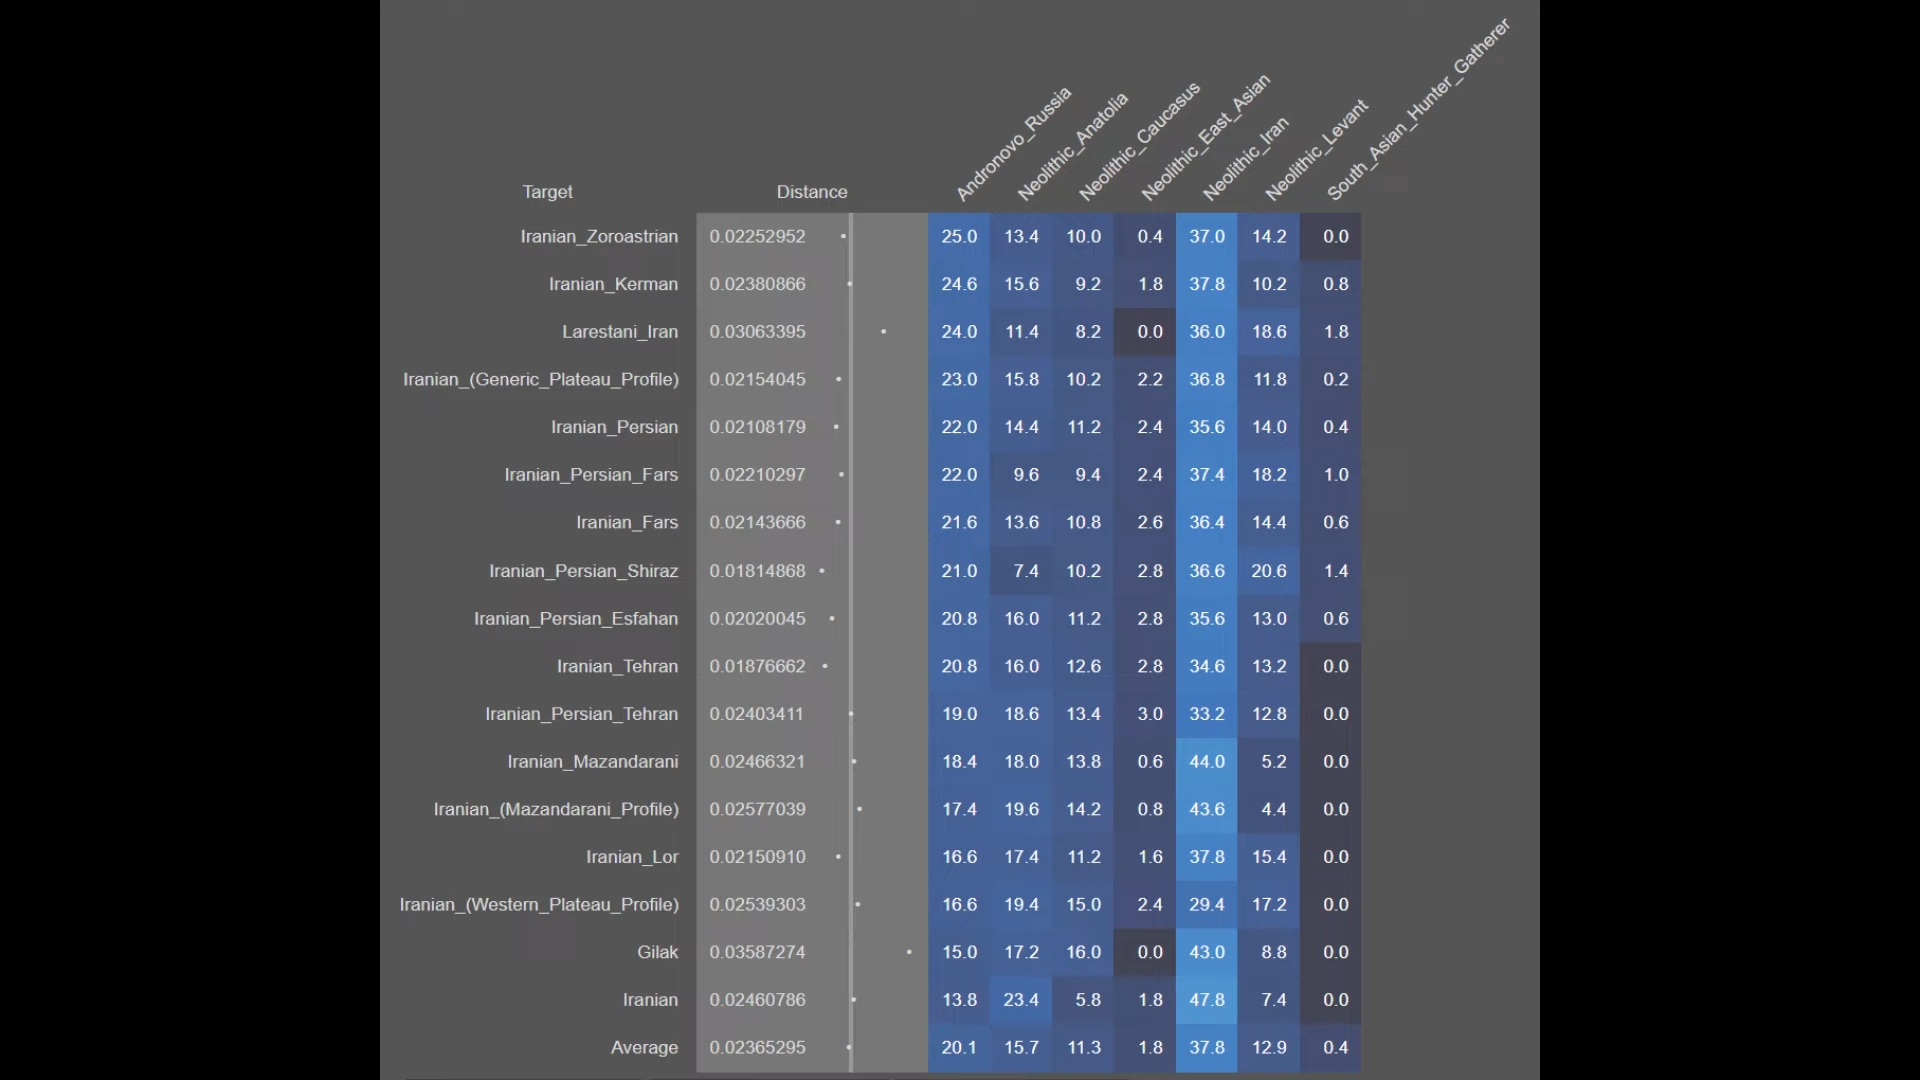 Andronovo_Russia Neolithic_Anatolia Neolithic_Caucasus Neolithic_East_Asian Neolithic_Iran Neolithic_Levant South_Asian_Hunter_Gatherer
Target Distance
Iranian_Zoroastrian 0.02252952 25.0 13.4 10.0 0.4 37.0 14.2 0.0
Iranian_Kerman 0.02380866 24.6 15.6 9.2 1.8 37.8 10.2 0.8
Larestani_Iran 0.03063395 24.0 11.4 8.2 0.0 36.0 18.6 1.8
Iranian_(Generic_Plateau_Profile) 0.02154045 23.0 15.8 10.2 2.2 36.8 11.8 0.2
Iranian_Persian 0.02108179 22.0 14.4 11.2 2.4 35.6 14.0 0.4
Iranian_Persian_Fars 0.02210297 22.0 9.6 9.4 2.4 37.4 18.2 1.0
Iranian_Fars 0.02143666 21.6 13.6 10.8 2.6 36.4 14.4 0.6
Iranian_Persian_Shiraz 0.01814868 21.0 7.4 10.2 2.8 36.6 20.6 1.4
Iranian_Persian_Esfahan 0.02020045 20.8 16.0 11.2 2.8 35.6 13.0 0.6
Iranian_Tehran 0.01876662 20.8 16.0 12.6 2.8 34.6 13.2 0.0
Iranian_Persian_Tehran 0.02403411 19.0 18.6 13.4 3.0 33.2 12.8 0.0
Iranian_Mazandarani 0.02466321 18.4 18.0 13.8 0.6 44.0 5.2 0.0
Iranian_(Mazandarani_Profile) 0.02577039 17.4 19.6 14.2 0.8 43.6 4.4 0.0
Iranian_Lor 0.02150910 16.6 17.4 11.2 1.6 37.8 15.4 0.0
Iranian_(Western_Plateau_Profile) 0.02539303 16.6 19.4 15.0 2.4 29.4 17.2 0.0
Gilak 0.03587274 15.0 17.2 16.0 0.0 43.0 8.8 0.0
Iranian 0.02460786 13.8 23.4 5.8 1.8 47.8 7.4 0.0
Average 0.02365295 20.1 15.7 11.3 1.8 37.8 12.9 0.4